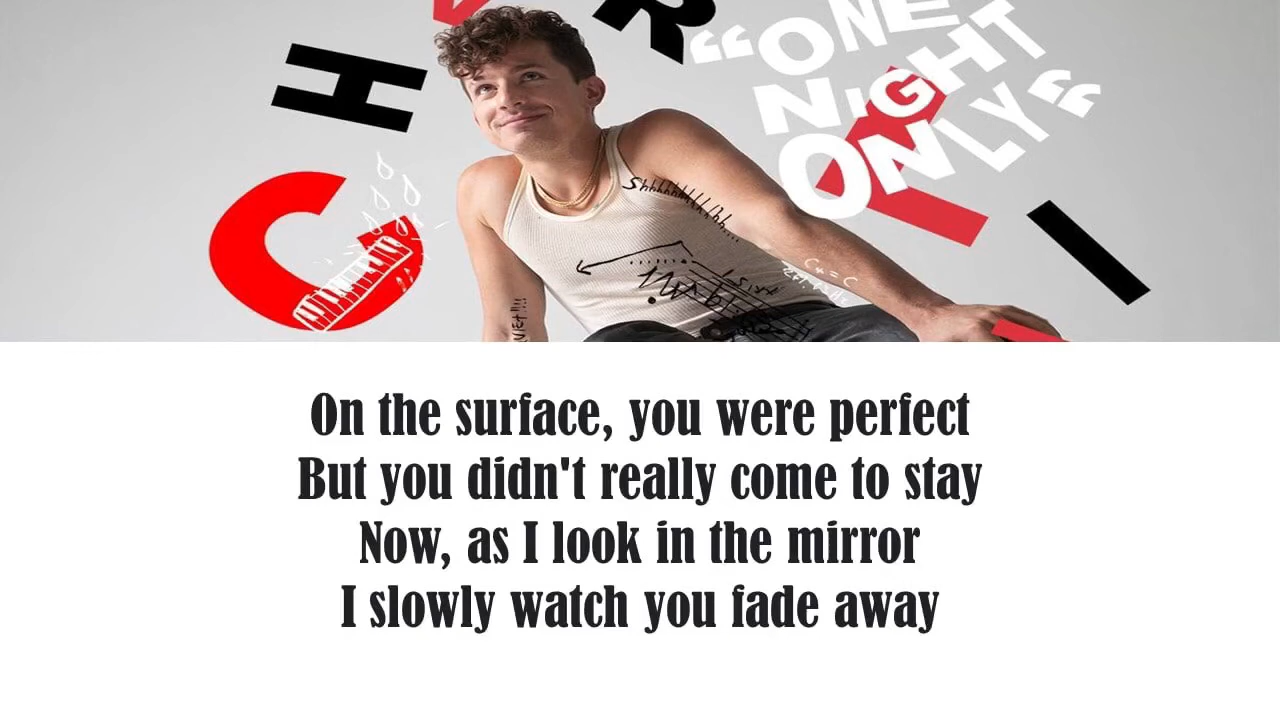 C H R L I
"ONE
NIGHT
ONLY"
Shhhhhhhhhh....
On the surface, you were perfect
But you didn't really come to stay
Now, as I look in the mirror
I slowly watch you fade away